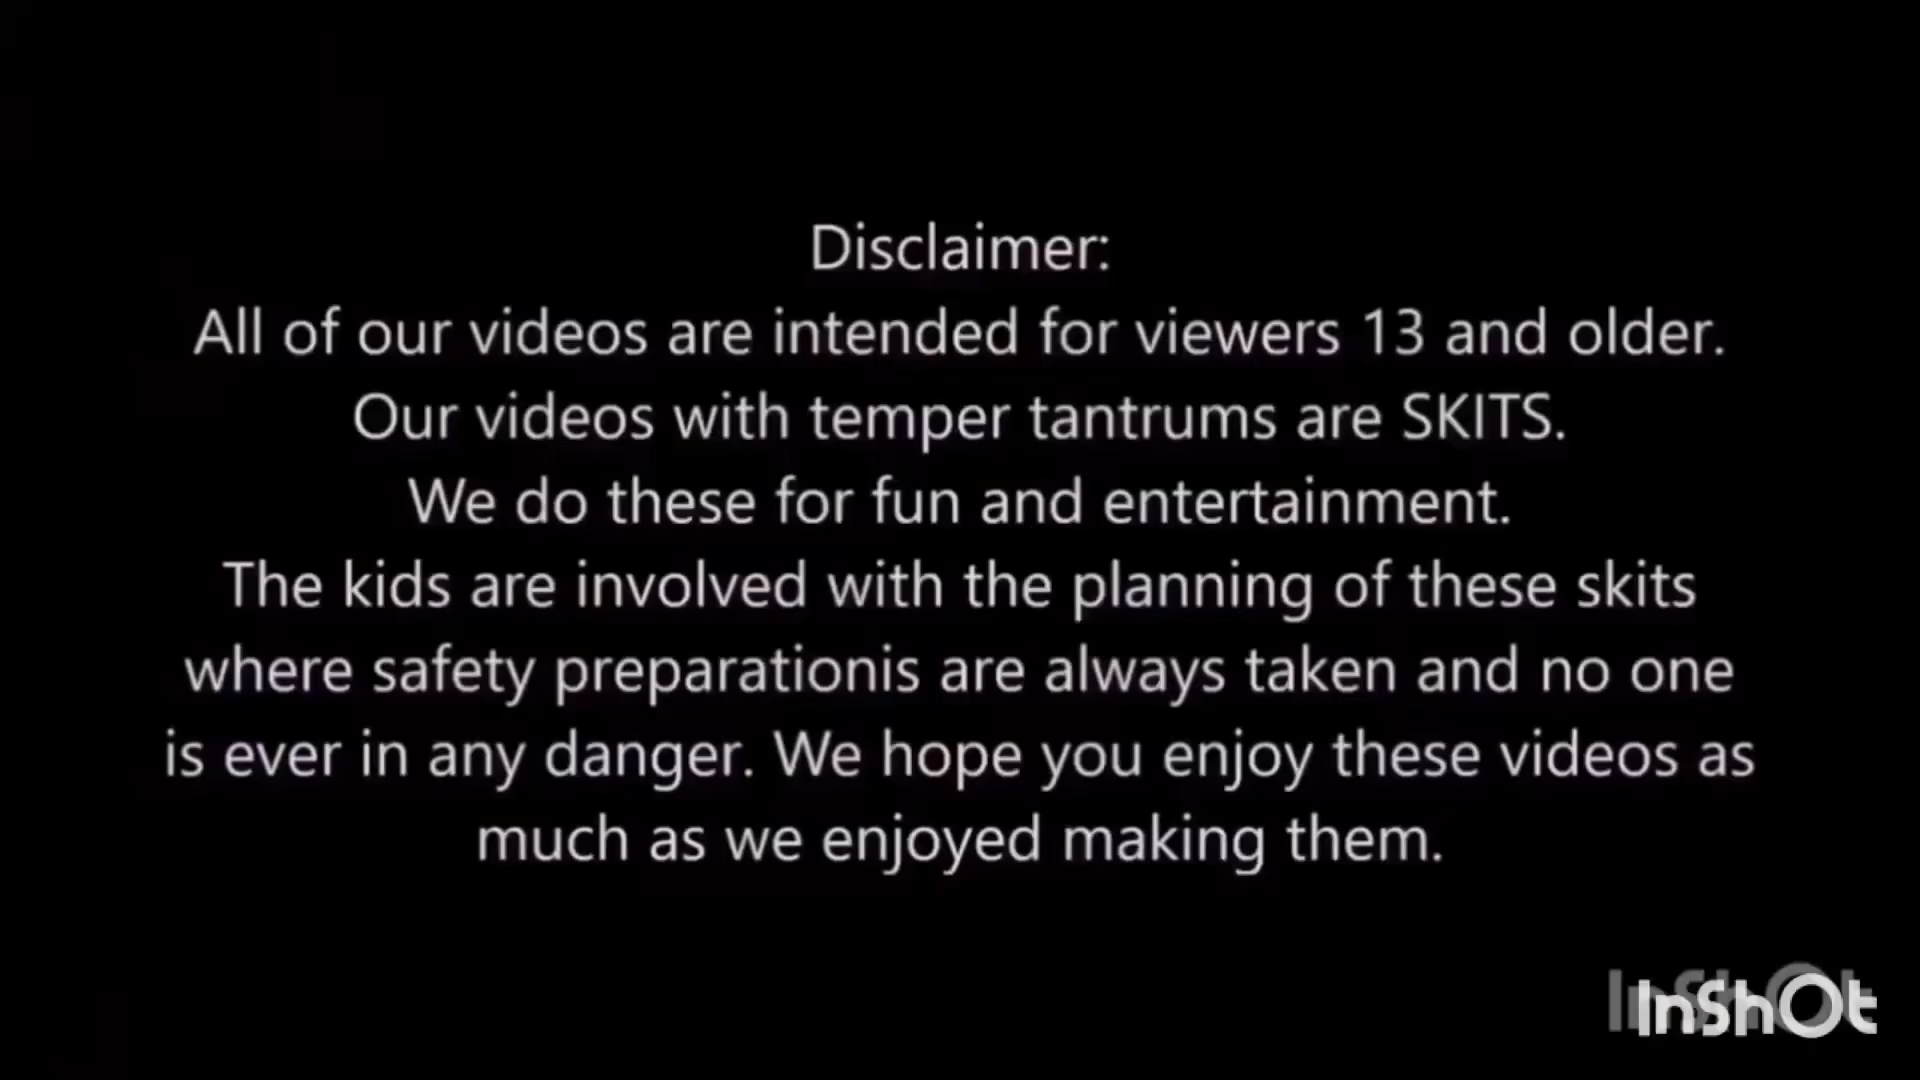 Disclaimer:
All of our videos are intended for viewers 13 and older.
Our videos with temper tantrums are SKITS.
We do these for fun and entertainment.
The kids are involved with the planning of these skits
where safety preparationis are always taken and no one
is ever in any danger. We hope you enjoy these videos as
much as we enjoyed making them.
InShOt
InShOt